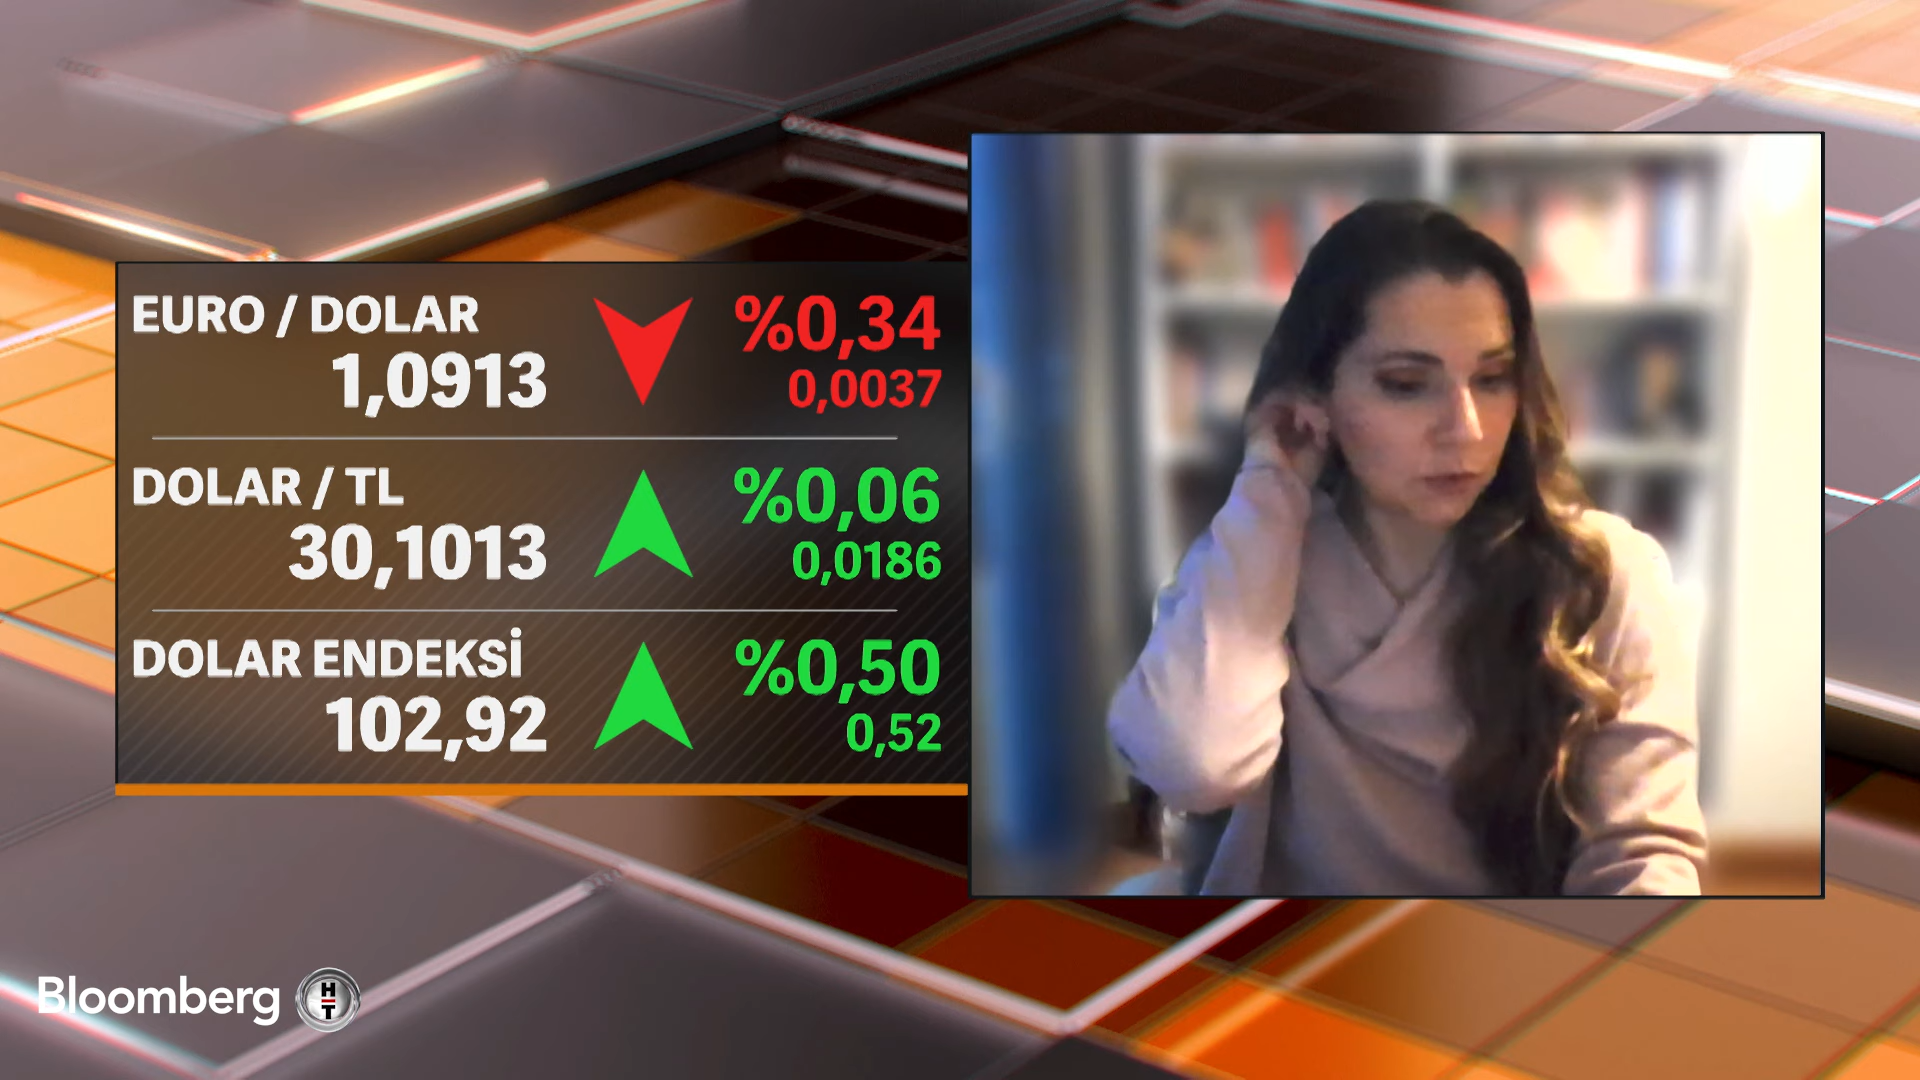 EURO / DOLAR
1,0913
%0,34
0,0037
DOLAR / TL
30,1013
%0,06
0,0186
DOLAR ENDEKSİ
102,92
%0,50
0,52
Bloomberg HT